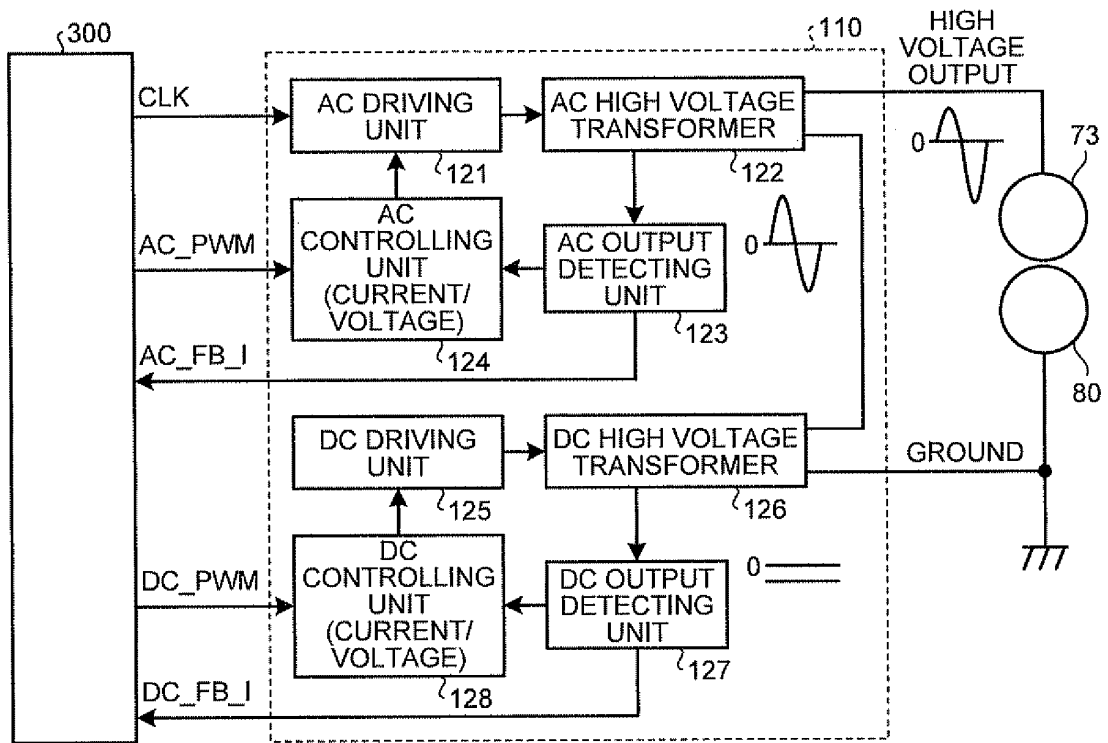 300
110
HIGH
VOLTAGE
OUTPUT
CLK
AC DRIVING
UNIT
121
AC HIGH VOLTAGE
TRANSFORMER
122
0
73
AC_PWM
AC
CONTROLLING
UNIT
(CURRENT/
VOLTAGE)
124
AC OUTPUT
DETECTING
UNIT
123
0
80
AC_FB_I
DC DRIVING
UNIT
125
DC HIGH VOLTAGE
TRANSFORMER
126
GROUND
DC_PWM
DC
CONTROLLING
UNIT
(CURRENT/
VOLTAGE)
128
DC OUTPUT
DETECTING
UNIT
127
0
DC_FB_I